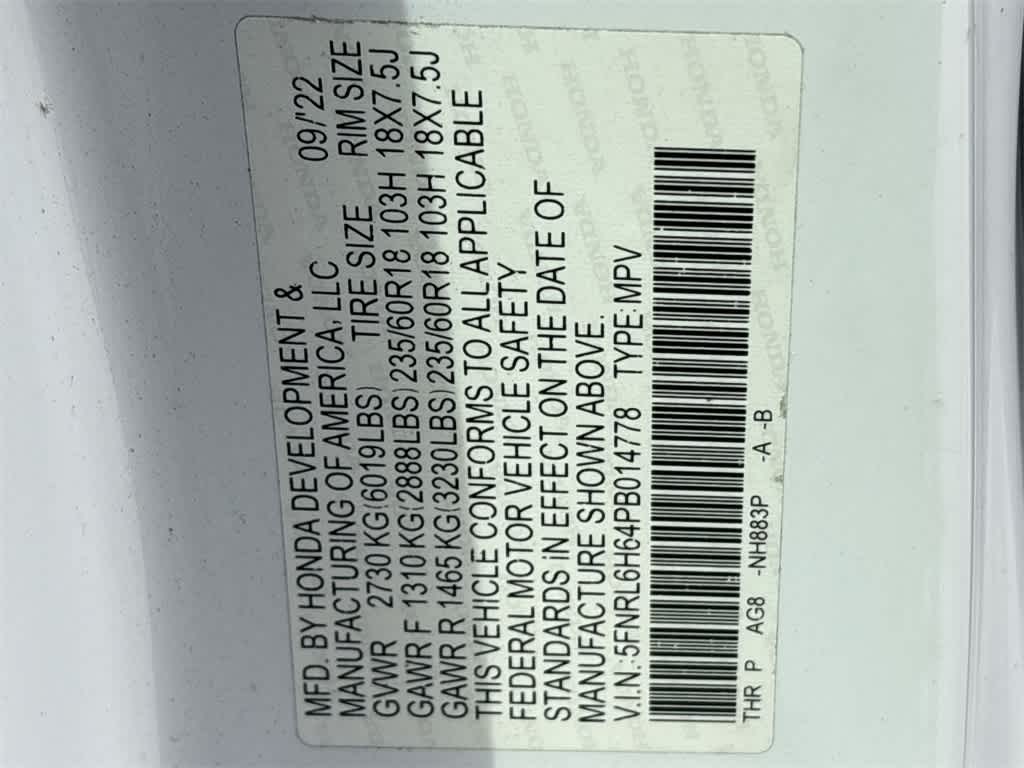 MFD. BY HONDA DEVELOPMENT &
MANUFACTURING OF AMERICA, LLC 09/'22
GVWR 2730 KG(6019LBS) TIRE SIZE RIM SIZE
GAWR F 1310 KG(2888LBS) 235/60R18 103H 18X7.5J
GAWR R 1465 KG(3230LBS) 235/60R18 103H 18X7.5J
THIS VEHICLE CONFORMS TO ALL APPLICABLE
FEDERAL MOTOR VEHICLE SAFETY
STANDARDS IN EFFECT ON THE DATE OF
MANUFACTURE SHOWN ABOVE.
V.I.N.:5FNRL6H64PB014778 TYPE:MPV
THR P AG8 -NH883P -A -B